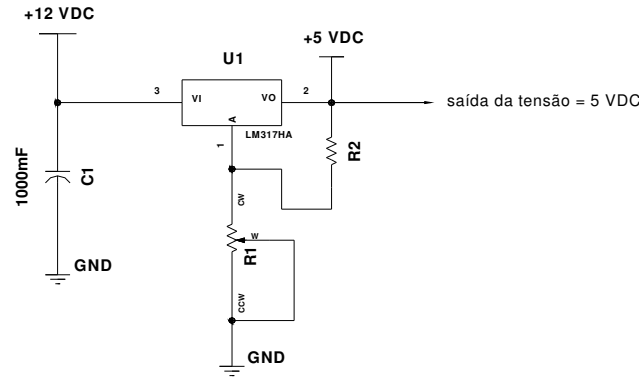 +12 VDC
+5 VDC
U1
3
VI
VO
2
saída da tensão = 5 VDC
A
LM317HA
1
R2
1000mF
C1
CW
W
R1
CCW
GND
GND